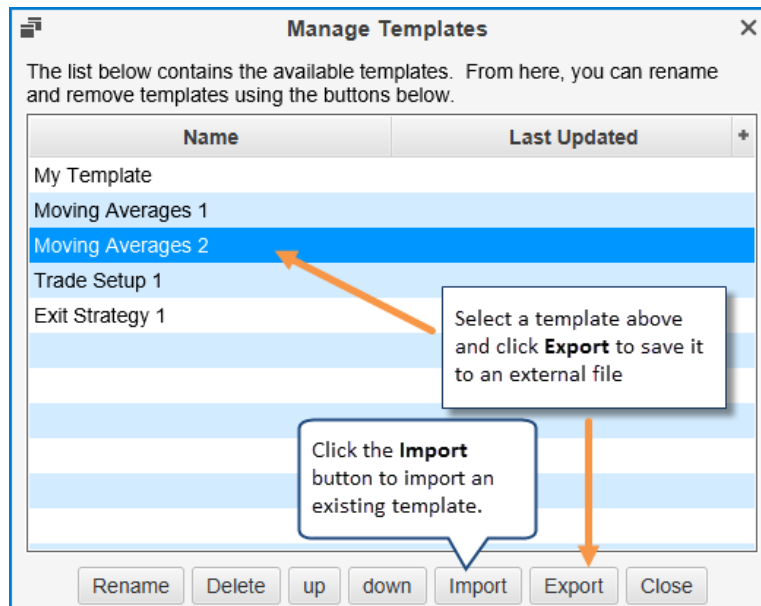 Manage Templates
The list below contains the available templates.  From here, you can rename
and remove templates using the buttons below.
Name Last Updated +
My Template
Moving Averages 1
Moving Averages 2
Trade Setup 1
Exit Strategy 1
Select a template above
and click Export to save it
to an external file
Click the Import
button to import an
existing template.
Rename Delete up down Import Export Close